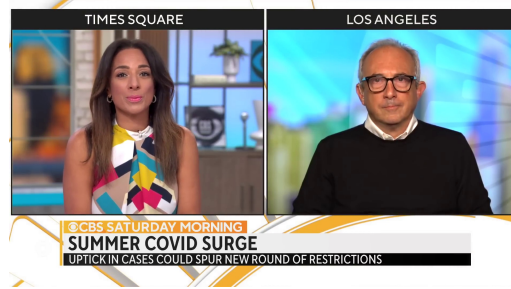 TIMES SQUARE
LOS ANGELES
CBS SATURDAY MORNING
SUMMER COVID SURGE
UPTICK IN CASES COULD SPUR NEW ROUND OF RESTRICTIONS